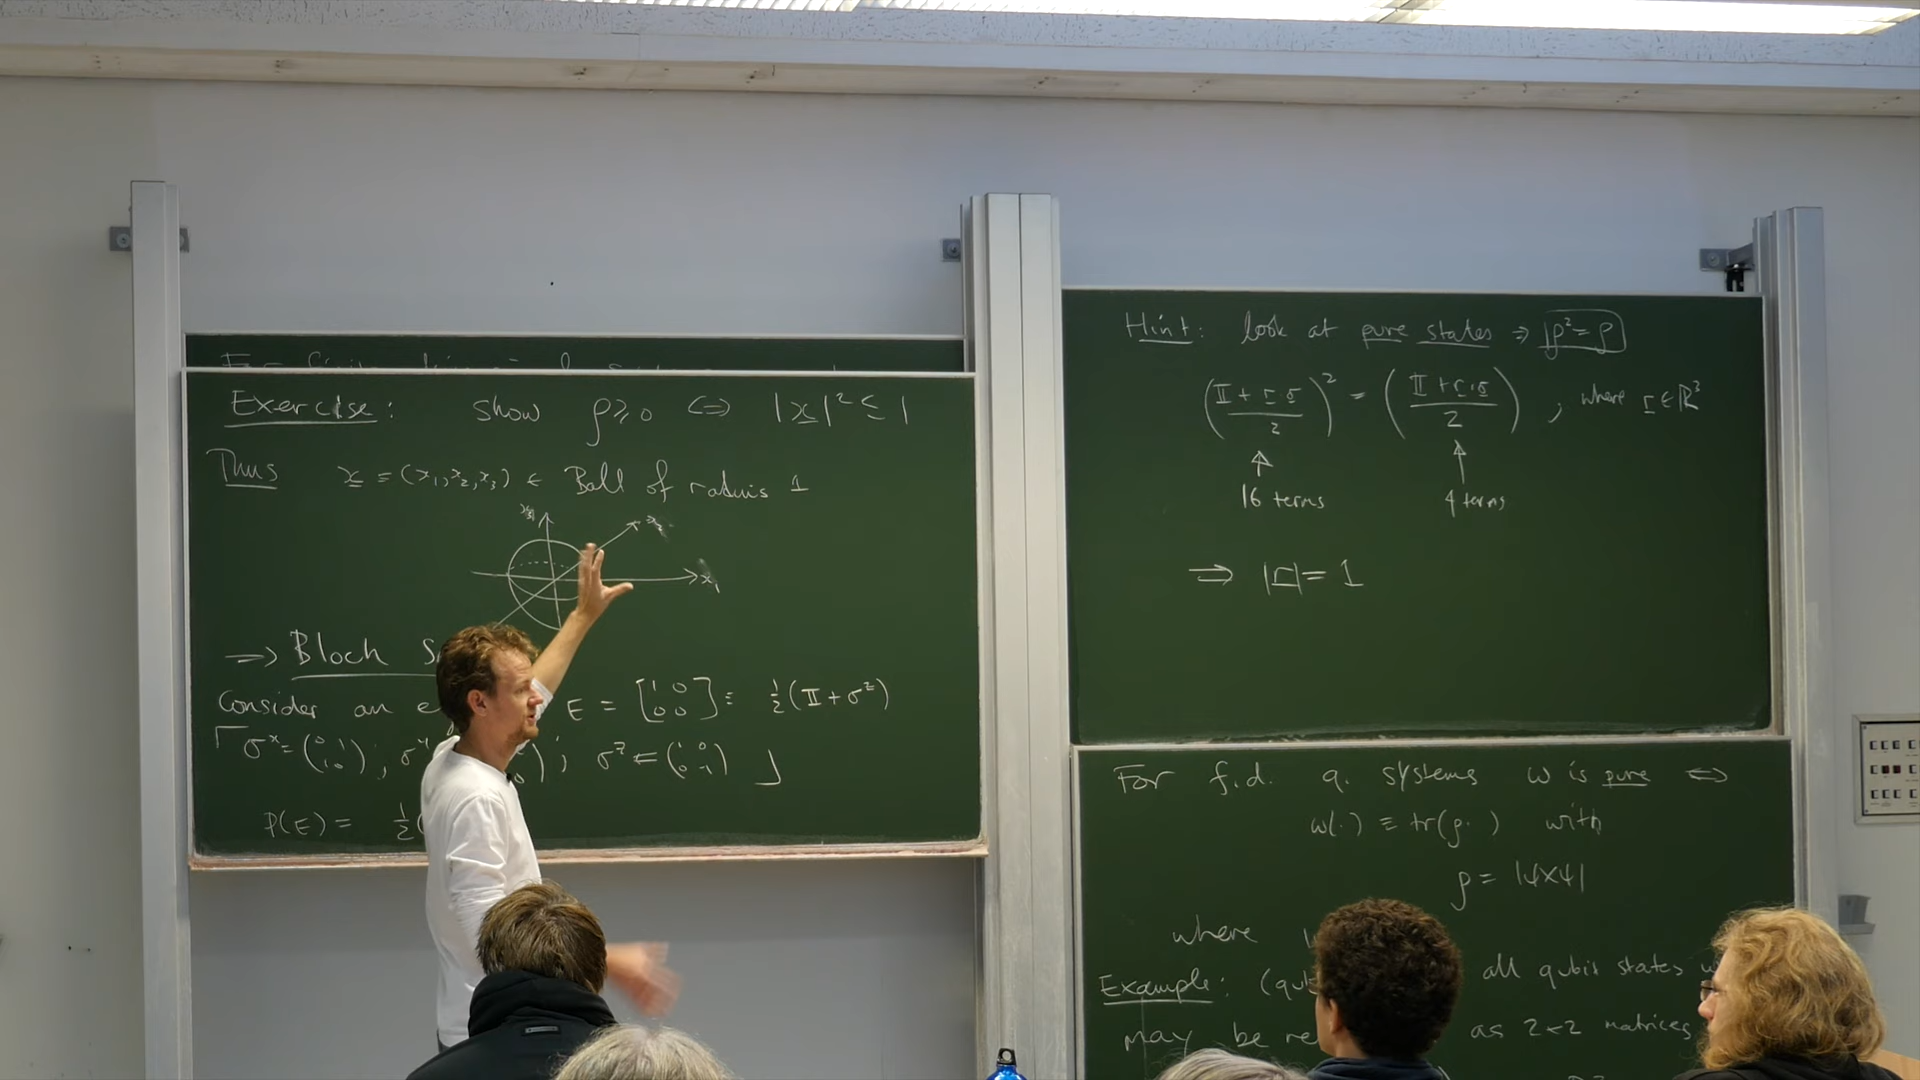 Exercise: show ρ≥0 ⇔ |x|² ≤ 1
Thus x = (x₁,x₂,x₃) ∈ Ball of radius 1
x₁
⇒ Bloch S
Consider an e E = [1 0 0 0] = ½(𝕀 + σᶻ)
σˣ = (0 1 1 0); σʸ ; σᶻ = (1 0 0 -1)
p(E) = ½(
Hint: look at pure states ⇒ ρ² = ρ
((𝕀 + r·σ)/2)² = ((𝕀 + r·σ)/2), where r ∈ ℝ³
16 terms 4 terms
⇒ |r| = 1
For f.d. q. systems ω is pure ⇔
ω(·) ≡ tr(ρ·) with
ρ = |ψ⟩⟨ψ|
where
Example: all qubit states
may be as 2×2 matrices